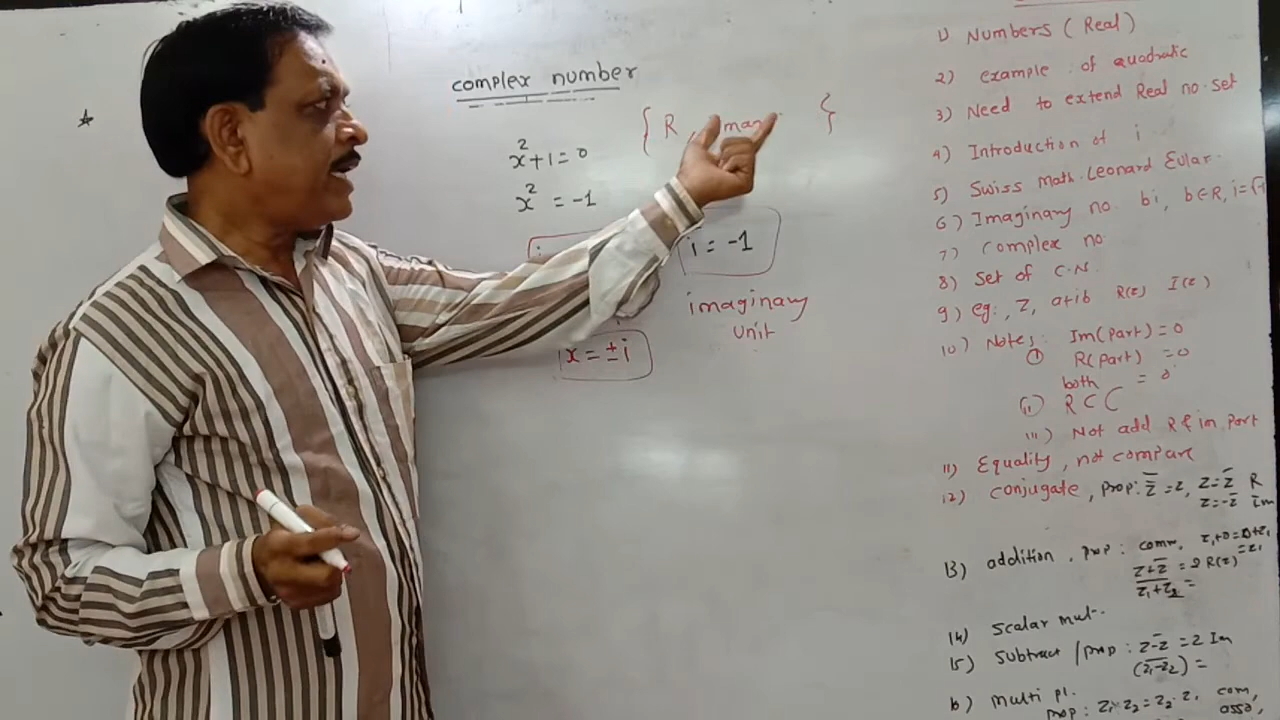 complex number
{ R , iman }
x²+1=0
x² = -1
i = -1
imaginary
unit
x = ±i
1) Numbers ( Real )
2) example of quadratic
3) Need to extend Real no. set
4) Introduction of i
5) Swiss Math. Leonard Eular.
6) Imaginary no. bi, b∈R, i=√-1
7) Complex no
8) Set of C.N.
9) eg:, Z, a+ib R(z) I(z)
10) Notes: Im(part) = 0
① R(part) = 0
both = 0
R ⊂ C
iii) Not add R & im part
11) Equality, not compare
12) Conjugate, prop: z̿ = z, z = z̄ R
z = -z̄ Im
13) addition, prop: comm, z₁+0=0+z₁
= z₁
z+z̄ = 2 R(z)
z₁+z₂ =
14) Scalar mul-.
15) Subtract / prop: z-z̄ = 2 Im
(z₁-z₂) =
multi pl.
prop: z₁ z₂ = z₂ z, com,
asso,